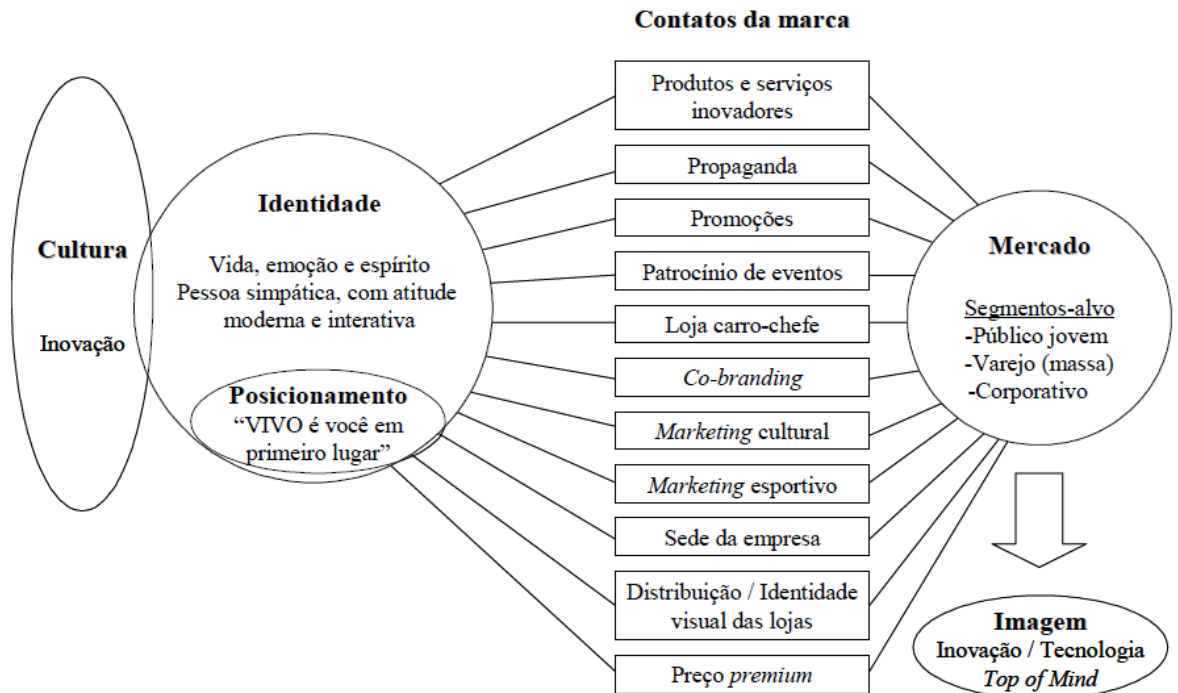 Contatos da marca
Cultura
Inovação
Identidade
Vida, emoção e espírito
Pessoa simpática, com atitude
moderna e interativa
Posicionamento
“VIVO é você em
primeiro lugar”
Produtos e serviços
inovadores
Propaganda
Promoções
Patrocínio de eventos
Loja carro-chefe
Co-branding
Marketing cultural
Marketing esportivo
Sede da empresa
Distribuição / Identidade
visual das lojas
Preço premium
Mercado
Segmentos-alvo
-Público jovem
-Varejo (massa)
-Corporativo
Imagem
Inovação / Tecnologia
Top of Mind